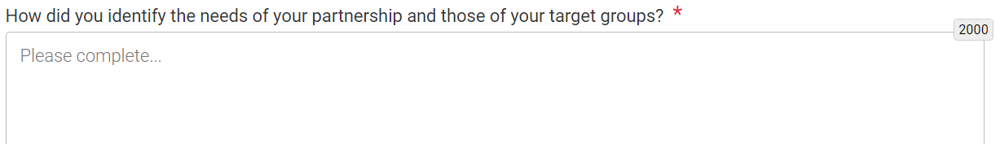 How did you identify the needs of your partnership and those of your target groups? *
2000
Please complete...